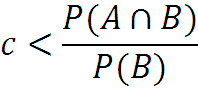 c < P(A ∩ B) / P(B)